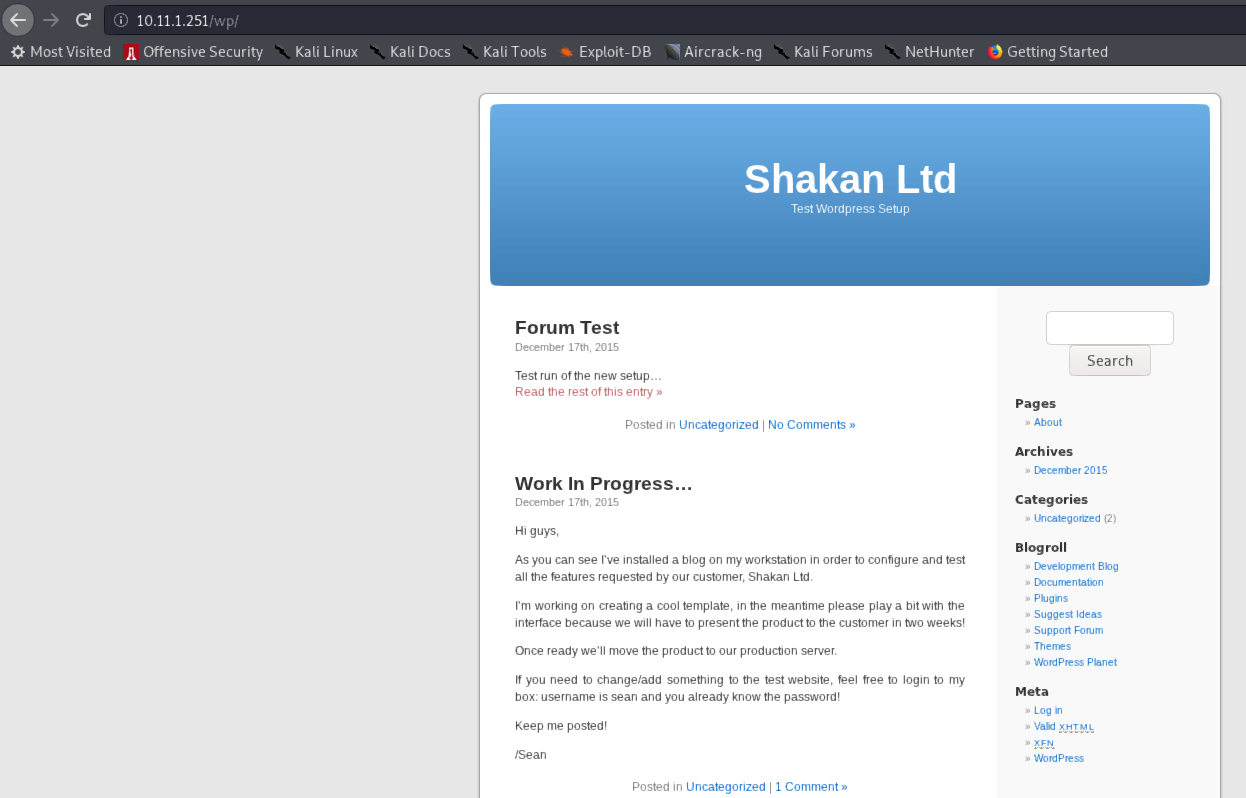 10.11.1.251/wp/
Most Visited Offensive Security Kali Linux Kali Docs Kali Tools Exploit-DB Aircrack-ng Kali Forums NetHunter Getting Started
Shakan Ltd
Test Wordpress Setup
Forum Test
December 17th, 2015
Test run of the new setup…
Read the rest of this entry »
Posted in Uncategorized | No Comments »
Work In Progress…
December 17th, 2015
Hi guys,
As you can see I've installed a blog on my workstation in order to configure and test
all the features requested by our customer, Shakan Ltd.
I'm working on creating a cool template, in the meantime please play a bit with the
interface because we will have to present the product to the customer in two weeks!
Once ready we'll move the product to our production server.
If you need to change/add something to the test website, feel free to login to my
box: username is sean and you already know the password!
Keep me posted!
/Sean
Posted in Uncategorized | 1 Comment »
Search
Pages
» About
Archives
» December 2015
Categories
» Uncategorized (2)
Blogroll
» Development Blog
» Documentation
» Plugins
» Suggest Ideas
» Support Forum
» Themes
» WordPress Planet
Meta
» Log in
» Valid XHTML
» XFN
» WordPress